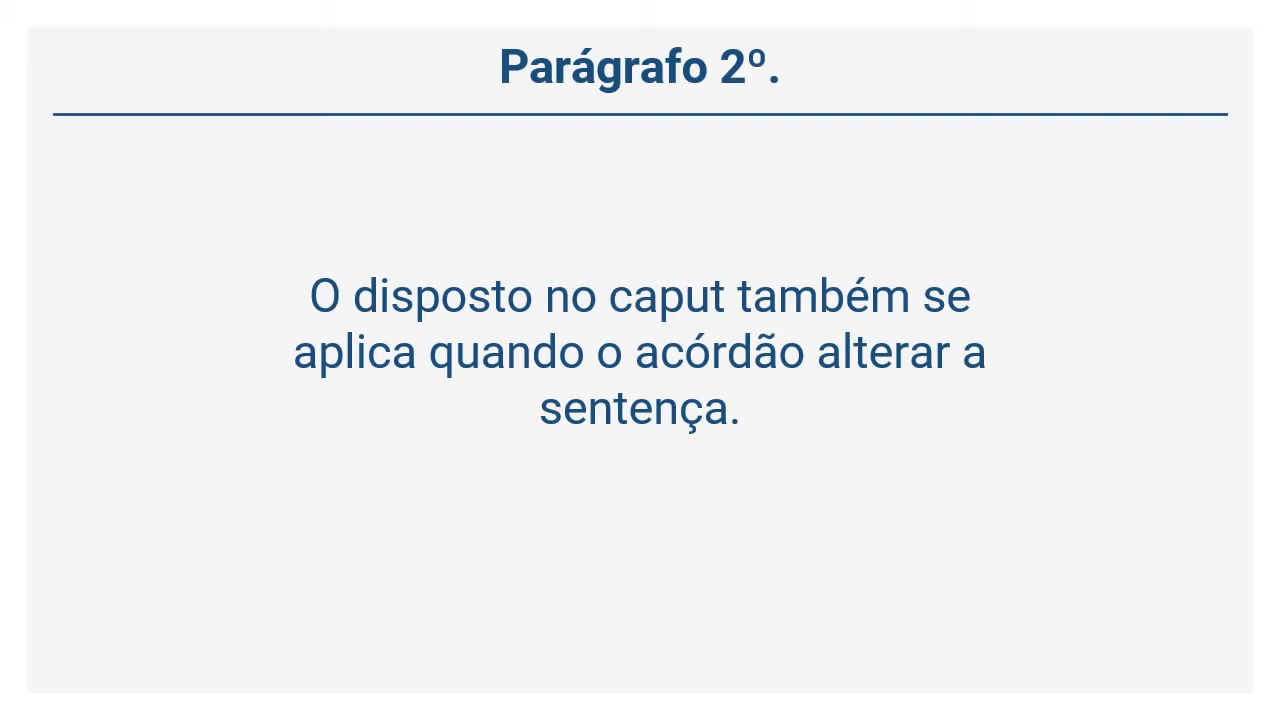 Parágrafo 2º.
O disposto no caput também se
aplica quando o acórdão alterar a
sentença.